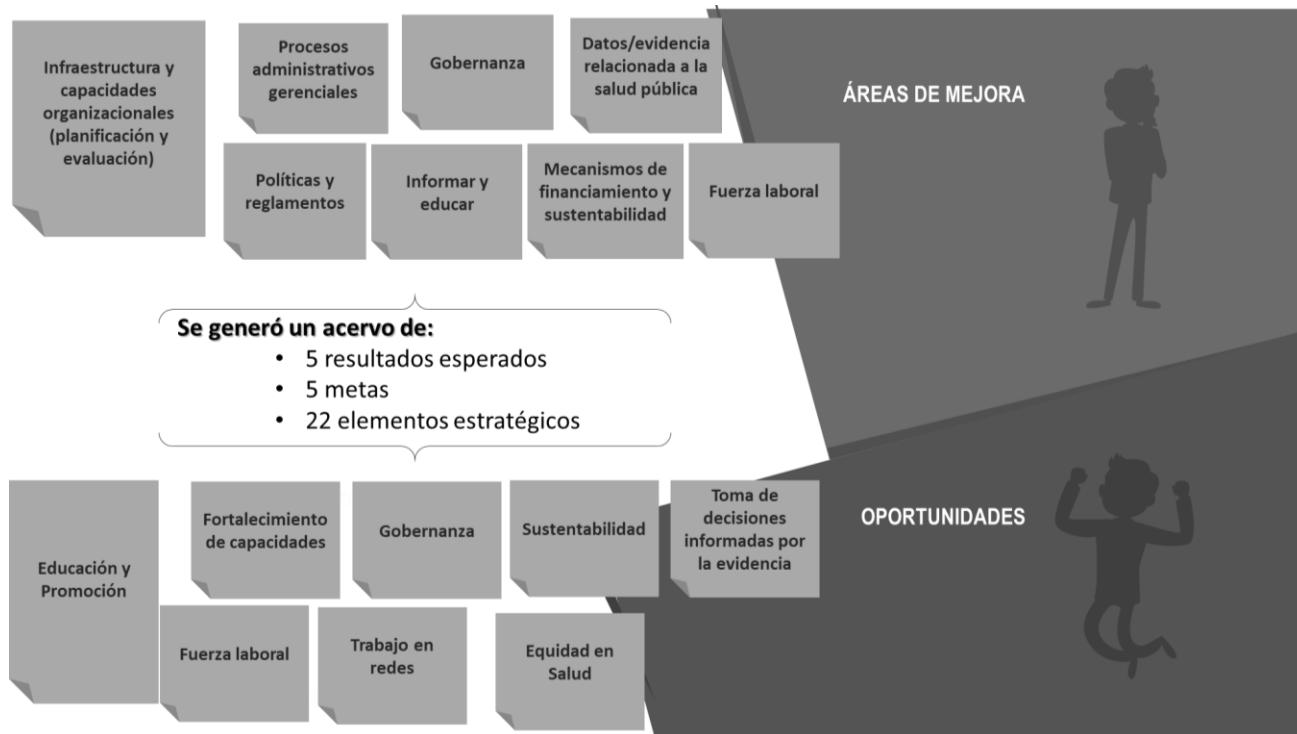 Infraestructura y
capacidades
organizacionales
(planificación y
evaluación)
Procesos
administrativos
gerenciales
Gobernanza
Datos/evidencia
relacionada a la
salud pública
ÁREAS DE MEJORA
Políticas y
reglamentos
Informar y
educar
Mecanismos de
financiamiento y
sustentabilidad
Fuerza laboral
Se generó un acervo de:
• 5 resultados esperados
• 5 metas
• 22 elementos estratégicos
Educación y
Promoción
Fortalecimiento
de capacidades
Gobernanza
Sustentabilidad
Toma de
decisiones
informadas por
la evidencia
OPORTUNIDADES
Fuerza laboral
Trabajo en
redes
Equidad en
Salud